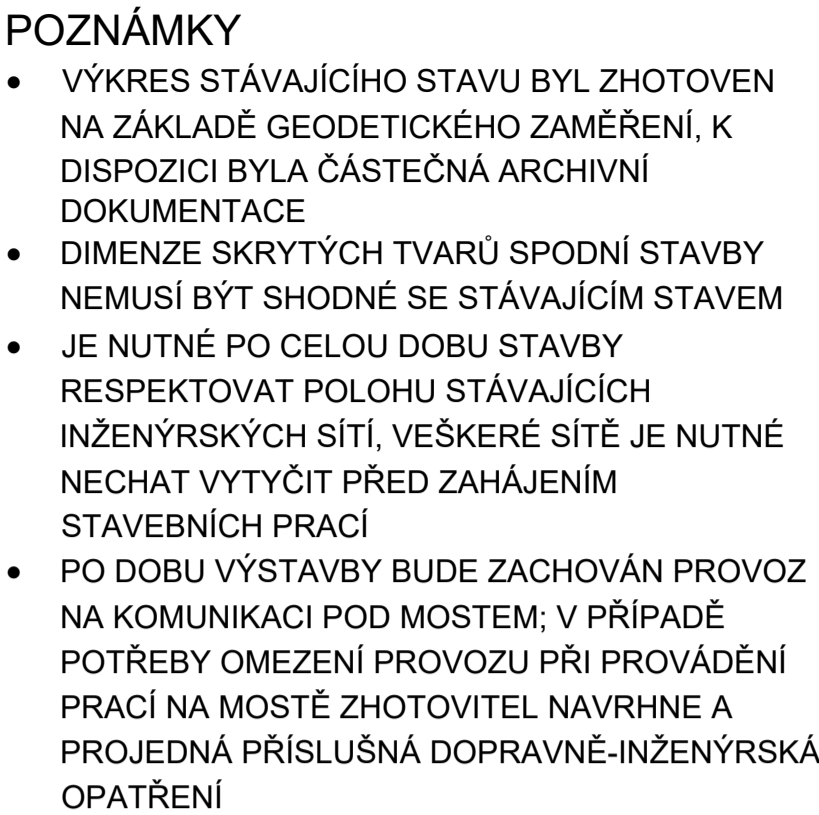 POZNÁMKY
• VÝKRES STÁVAJÍCÍHO STAVU BYL ZHOTOVEN
NA ZÁKLADĚ GEODETICKÉHO ZAMĚŘENÍ, K
DISPOZICI BYLA ČÁSTEČNÁ ARCHIVNÍ
DOKUMENTACE
• DIMENZE SKRYTÝCH TVARŮ SPODNÍ STAVBY
NEMUSÍ BÝT SHODNÉ SE STÁVAJÍCÍM STAVEM
• JE NUTNÉ PO CELOU DOBU STAVBY
RESPEKTOVAT POLOHU STÁVAJÍCÍCH
INŽENÝRSKÝCH SÍTÍ, VEŠKERÉ SÍTĚ JE NUTNÉ
NECHAT VYTYČIT PŘED ZAHÁJENÍM
STAVEBNÍCH PRACÍ
• PO DOBU VÝSTAVBY BUDE ZACHOVÁN PROVOZ
NA KOMUNIKACI POD MOSTEM; V PŘÍPADĚ
POTŘEBY OMEZENÍ PROVOZU PŘI PROVÁDĚNÍ
PRACÍ NA MOSTĚ ZHOTOVITEL NAVRHNE A
PROJEDNÁ PŘÍSLUŠNÁ DOPRAVNĚ-INŽENÝRSKÁ
OPATŘENÍ